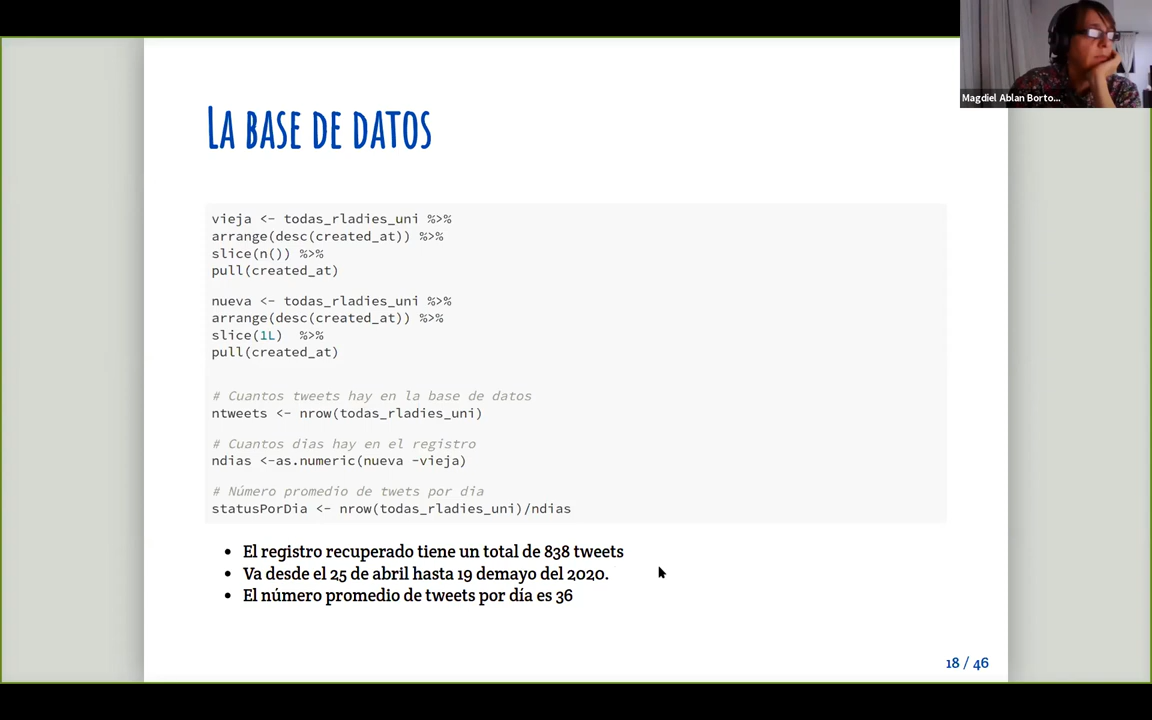 Magdiel Ablan Borto...
La base de datos
vieja <- todas_rladies_uni %>%
arrange(desc(created_at)) %>%
slice(n()) %>%
pull(created_at)
nueva <- todas_rladies_uni %>%
arrange(desc(created_at)) %>%
slice(1L)  %>%
pull(created_at)
# Cuantos tweets hay en la base de datos
ntweets <- nrow(todas_rladies_uni)
# Cuantos dias hay en el registro
ndias <-as.numeric(nueva -vieja)
# Número promedio de twets por dia
statusPorDia <- nrow(todas_rladies_uni)/ndias
• El registro recuperado tiene un total de 838 tweets
• Va desde el 25 de abril hasta 19 demayo del 2020.
• El número promedio de tweets por día es 36
18 / 46